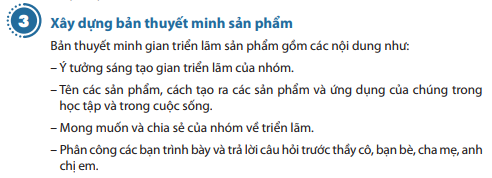 3
Xây dựng bản thuyết minh sản phẩm
Bản thuyết minh gian triển lãm sản phẩm gồm các nội dung như:
– Ý tưởng sáng tạo gian triển lãm của nhóm.
– Tên các sản phẩm, cách tạo ra các sản phẩm và ứng dụng của chúng trong
học tập và trong cuộc sống.
– Mong muốn và chia sẻ của nhóm về triển lãm.
– Phân công các bạn trình bày và trả lời câu hỏi trước thầy cô, bạn bè, cha mẹ, anh
chị em.